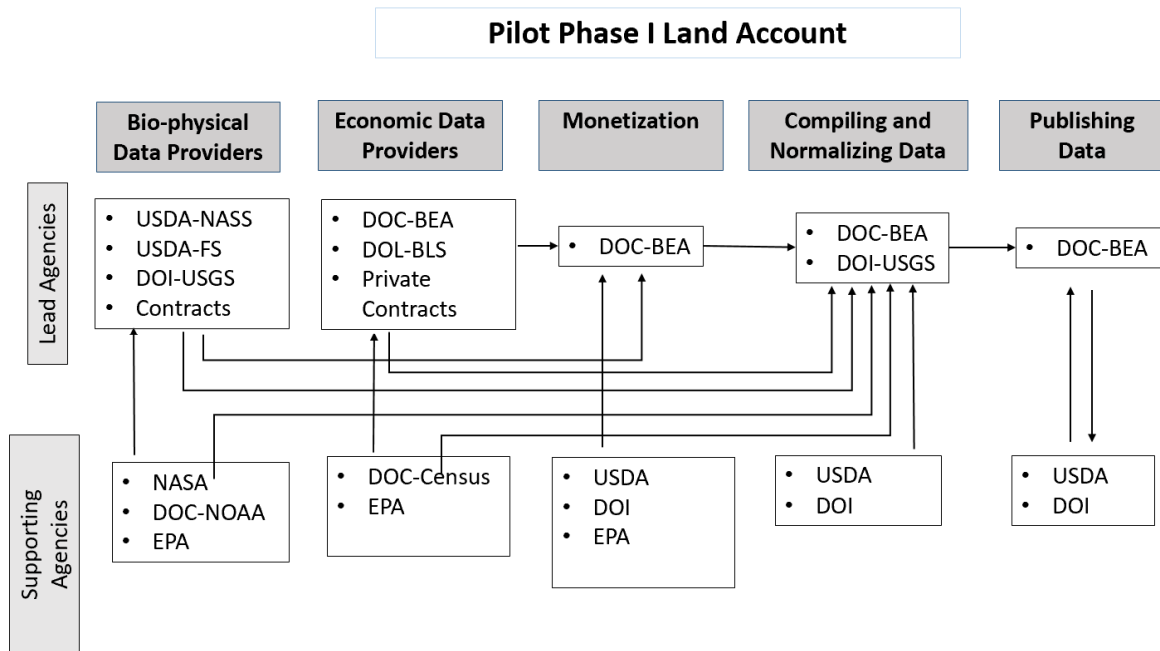 Pilot Phase I Land Account
Bio-physical
Data Providers
Economic Data
Providers
Monetization
Compiling and
Normalizing Data
Publishing
Data
Lead Agencies
• USDA-NASS
• USDA-FS
• DOI-USGS
• Contracts
• DOC-BEA
• DOL-BLS
• Private
Contracts
• DOC-BEA
• DOC-BEA
• DOI-USGS
• DOC-BEA
Supporting
Agencies
• NASA
• DOC-NOAA
• EPA
• DOC-Census
• EPA
• USDA
• DOI
• EPA
• USDA
• DOI
• USDA
• DOI